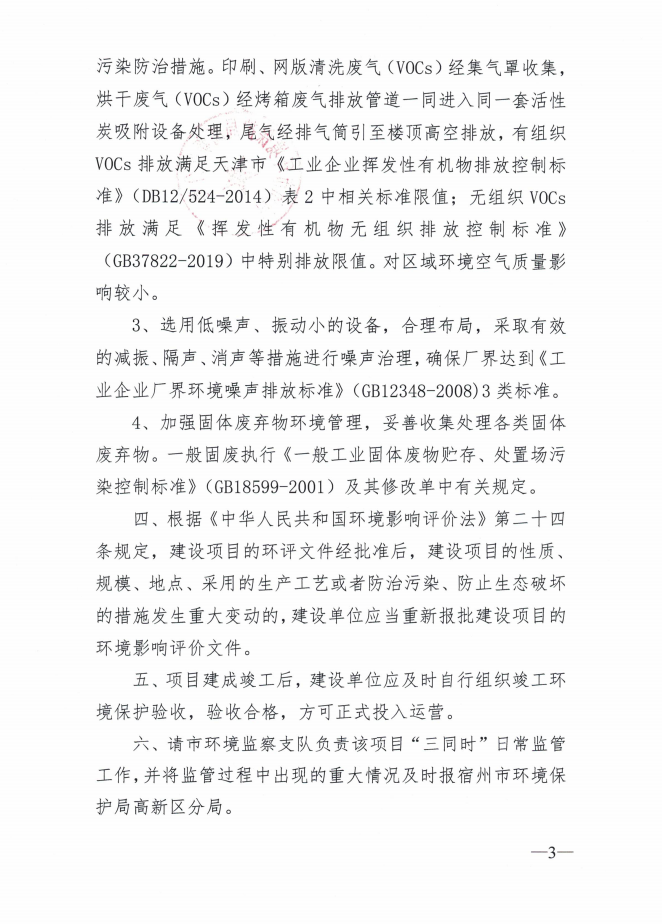 污染防治措施。印刷、网版清洗废气（VOCs）经集气罩收集，
烘干废气（VOCs）经烤箱废气排放管道一同进入同一套活性
炭吸附设备处理，尾气经排气筒引至楼顶高空排放，有组织
VOCs 排放满足天津市《工业企业挥发性有机物排放控制标
准》（DB12/524-2014）表 2 中相关标准限值；无组织 VOCs
排放满足《挥发性有机物无组织排放控制标准》
（GB37822-2019）中特别排放限值。对区域环境空气质量影
响较小。
3、选用低噪声、振动小的设备，合理布局，采取有效
的减振、隔声、消声等措施进行噪声治理，确保厂界达到《工
业企业厂界环境噪声排放标准》（GB12348-2008)3 类标准。
4、加强固体废弃物环境管理，妥善收集处理各类固体
废弃物。一般固废执行《一般工业固体废物贮存、处置场污
染控制标准》（GB18599-2001）及其修改单中有关规定。
四、根据《中华人民共和国环境影响评价法》第二十四
条规定，建设项目的环评文件经批准后，建设项目的性质、
规模、地点、采用的生产工艺或者防治污染、防止生态破坏
的措施发生重大变动的，建设单位应当重新报批建设项目的
环境影响评价文件。
五、项目建成竣工后，建设单位应及时自行组织竣工环
境保护验收，验收合格，方可正式投入运营。
六、请市环境监察支队负责该项目“三同时”日常监管
工作，并将监管过程中出现的重大情况及时报宿州市环境保
护局高新区分局。
—3—